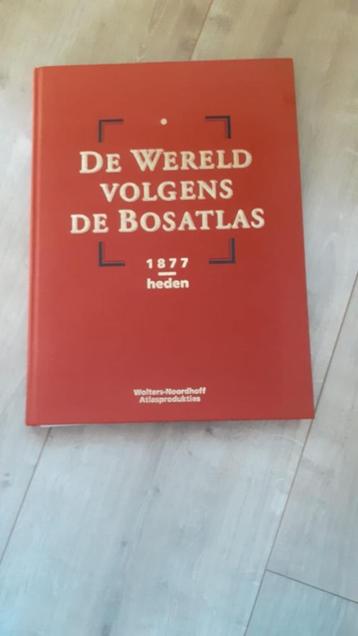 DE WERELD
VOLGENS
DE BOSATLAS
1877
heden
Wolters-Noordhoff
Atlasprodukties